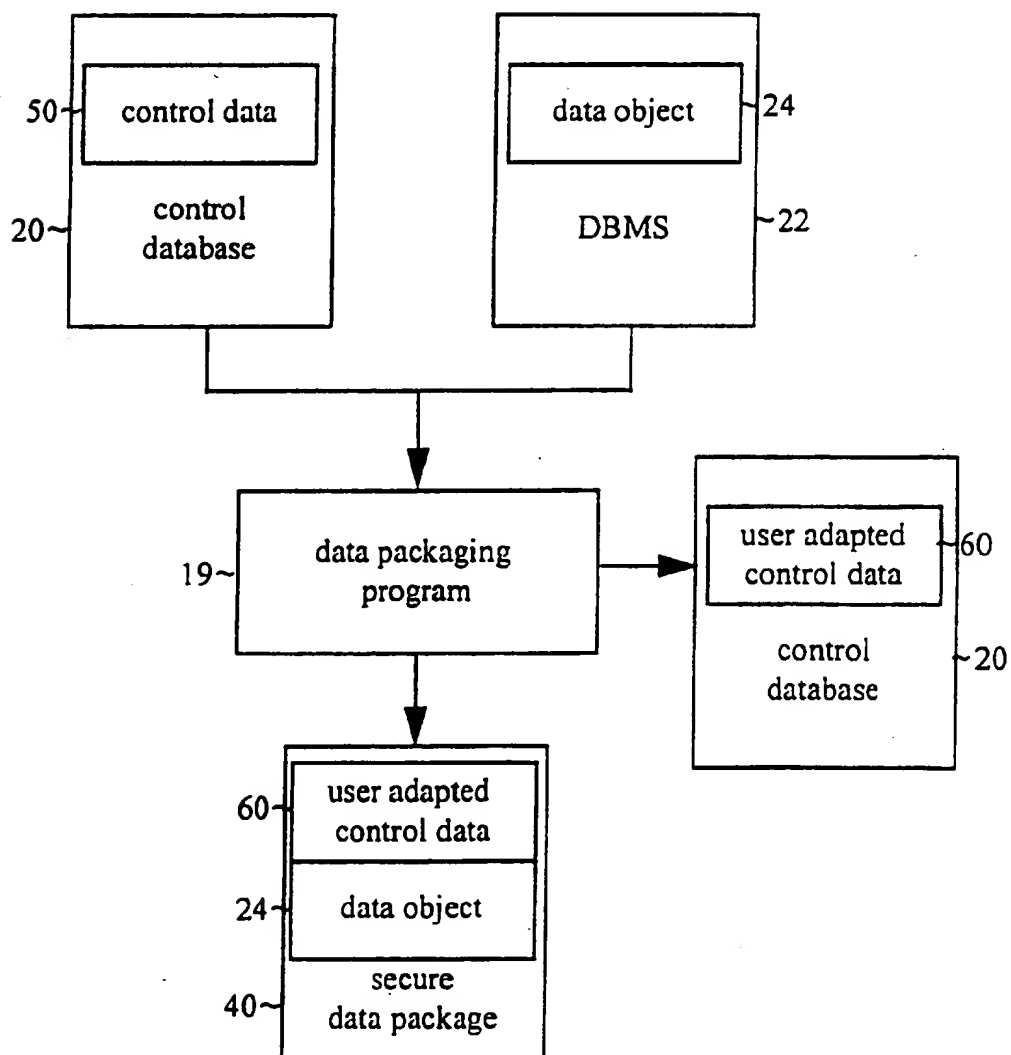 50
control data
data object
24
20
control
database
DBMS
22
19
data packaging
program
user adapted
control data
60
control
database
20
60
user adapted
control data
24
data object
40
secure
data package